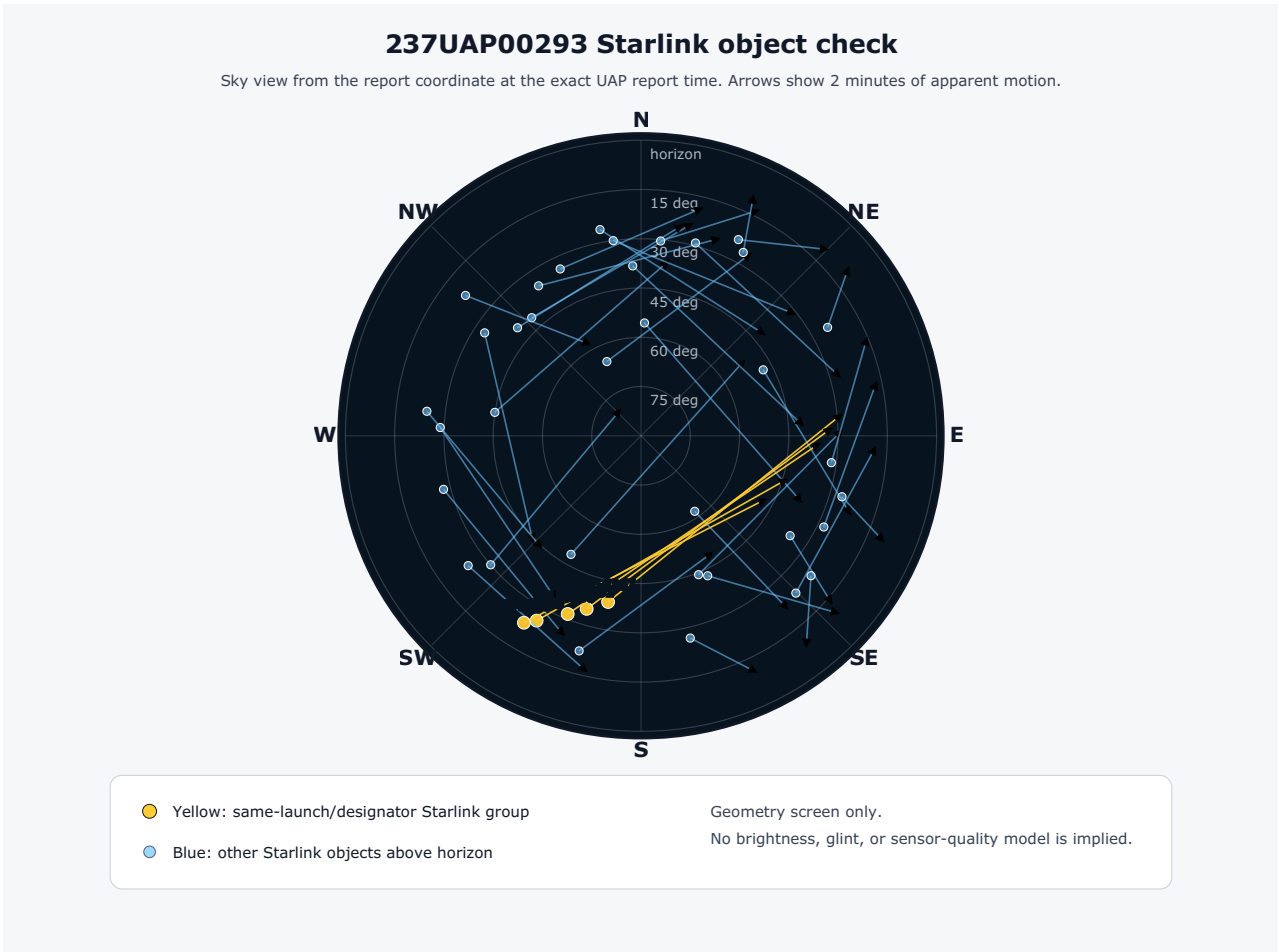 237UAP00293 Starlink object check
Sky view from the report coordinate at the exact UAP report time. Arrows show 2 minutes of apparent motion.
N
horizon
15 deg
NW
NE
30 deg
45 deg
60 deg
75 deg
W
E
SW
SE
S
Yellow: same-launch/designator Starlink group
Geometry screen only.
No brightness, glint, or sensor-quality model is implied.
Blue: other Starlink objects above horizon